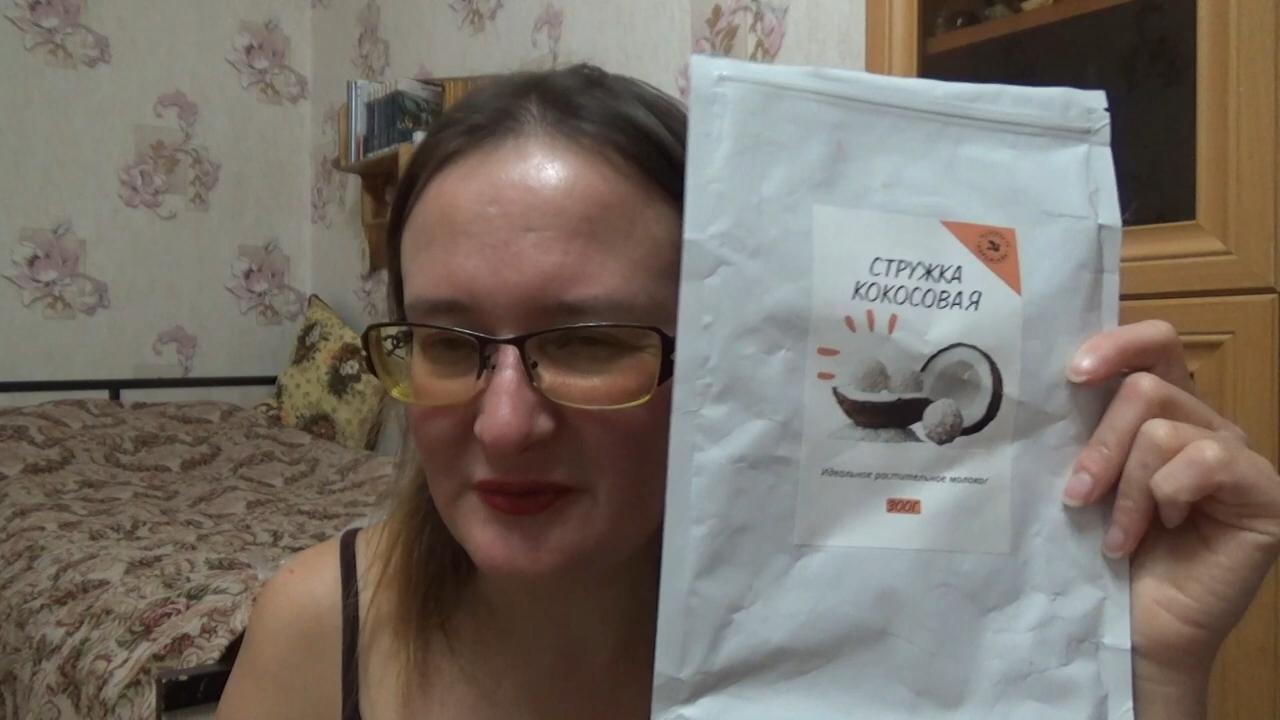 СТРУЖКА
КОКОСОВАЯ
Идеальное растительное молоко!
300Г